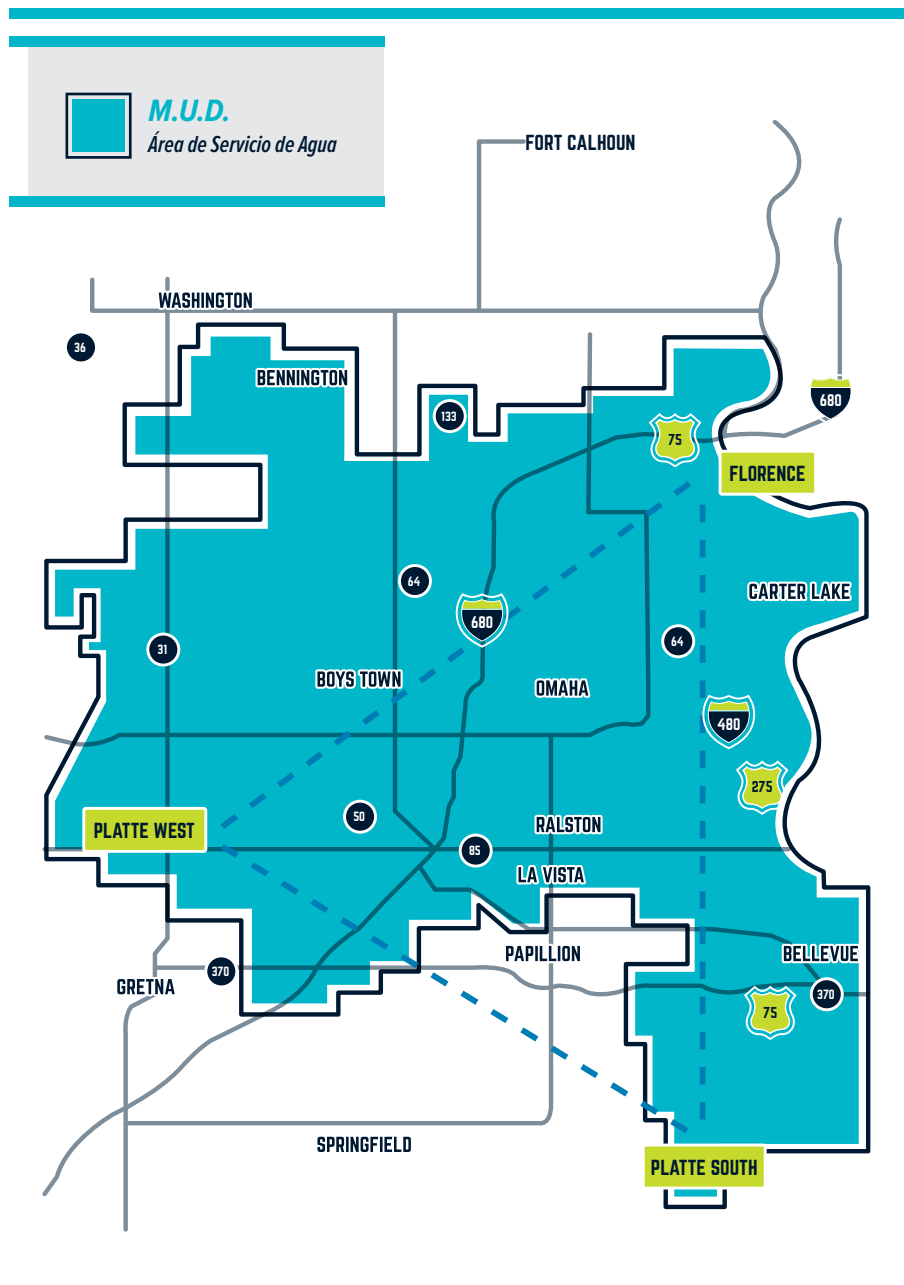 M.U.D.
Área de Servicio de Agua
FORT CALHOUN
WASHINGTON
36
BENNINGTON
680
133
75
FLORENCE
64
CARTER LAKE
680
31
64
BOYS TOWN
OMAHA
480
275
50
RALSTON
PLATTE WEST
85
LA VISTA
PAPILLION
BELLEVUE
370
GRETNA
370
75
SPRINGFIELD
PLATTE SOUTH